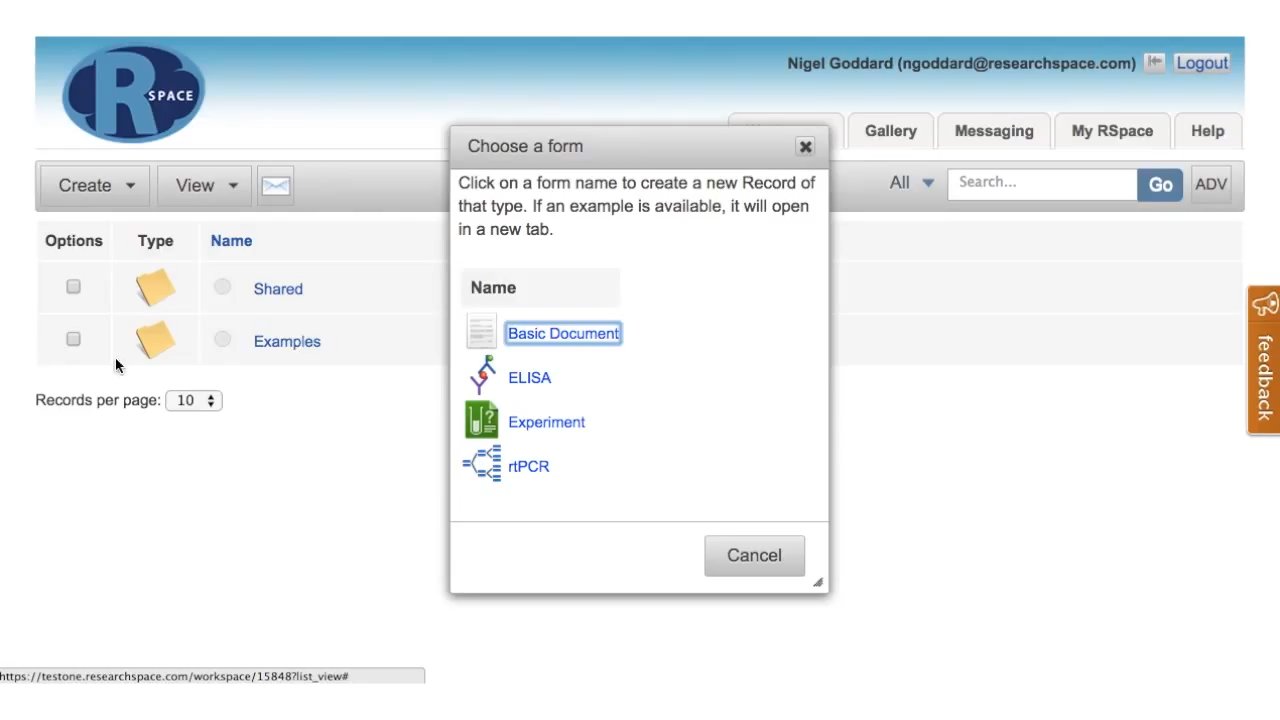 R SPACE
Nigel Goddard (ngoddard@researchspace.com) Logout
Gallery Messaging My RSpace Help
Create View All Search... Go ADV
Options Type Name
Shared
Examples
Records per page: 10
Choose a form
Click on a form name to create a new Record of
that type. If an example is available, it will open
in a new tab.
Name
Basic Document
ELISA
Experiment
rtPCR
Cancel
feedback
https://testone.researchspace.com/workspace/15848?list_view#